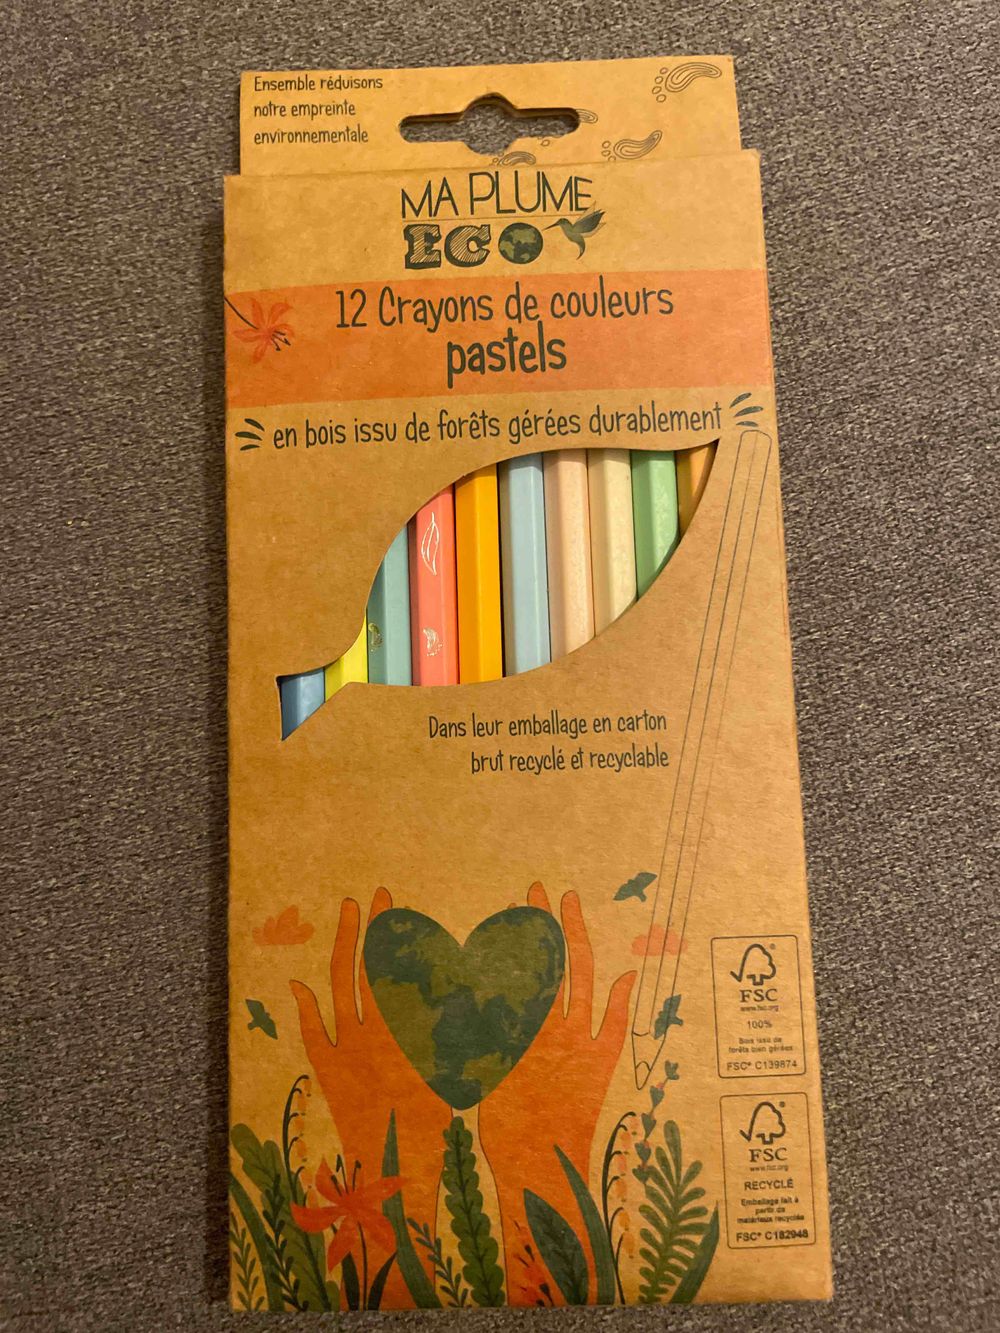 Ensemble réduisons
notre empreinte
environnementale
MA PLUME
ECO
12 Crayons de couleurs
pastels
en bois issu de forêts gérées durablement
Dans leur emballage en carton
brut recyclé et recyclable
FSC
www.fsc.org
100%
Bois issu de
forêts bien gérées
FSC® C139874
FSC
www.fsc.org
RECYCLÉ
Emballage fait à
partir de
matériaux recyclés
FSC® C182948